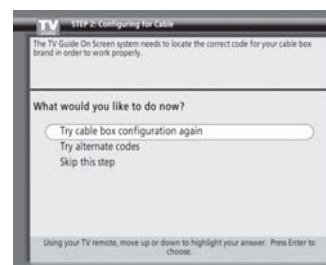 TV STEP 2: Configuring for Cable
The TV Guide On Screen system needs to locate the correct code for your cable box
brand in order to work properly.
What would you like to do now?
Try cable box configuration again
Try alternate codes
Skip this step
Using your TV remote, move up or down to highlight your answer. Press Enter to
choose.